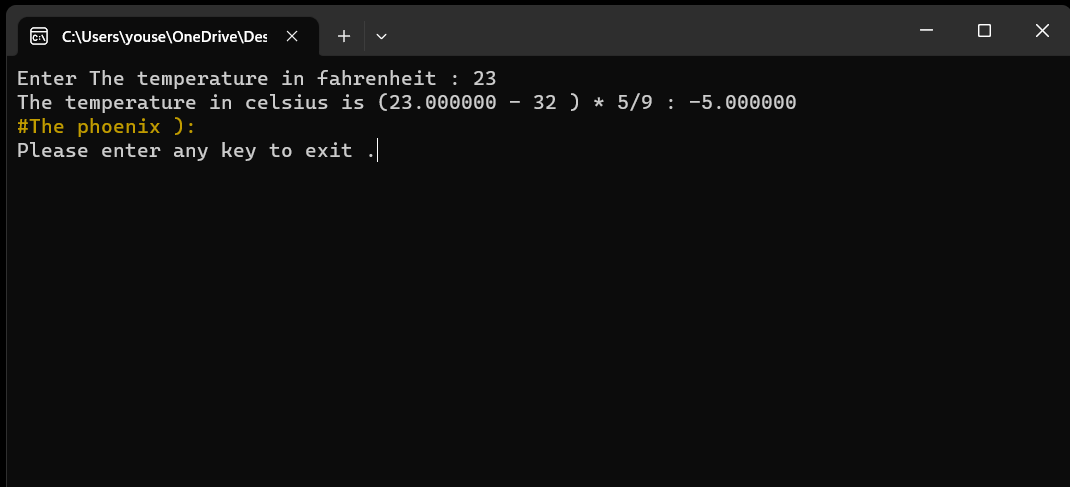 C:\Users\youse\OneDrive\Des
Enter The temperature in fahrenheit : 23
The temperature in celsius is (23.000000 - 32 ) * 5/9 : -5.000000
#The phoenix ):
Please enter any key to exit .